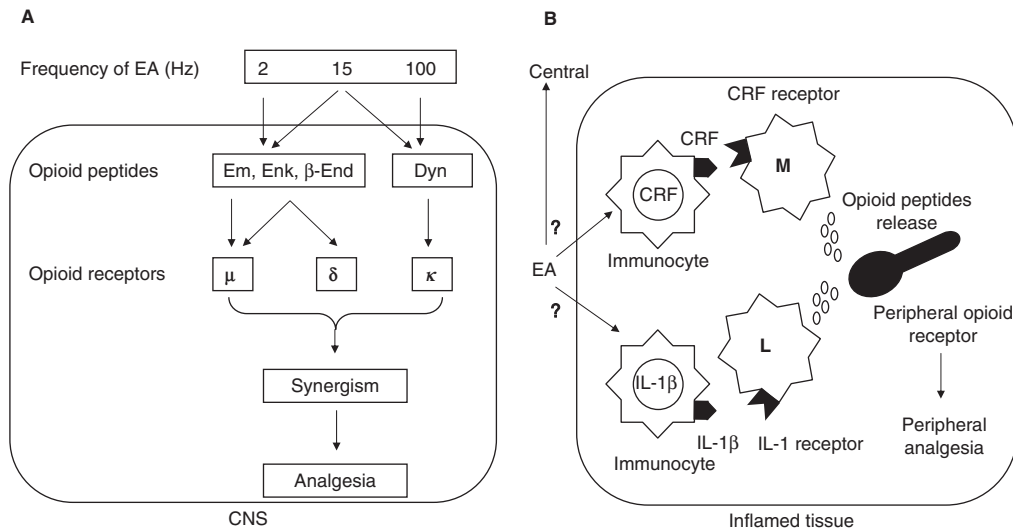 A
Frequency of EA (Hz)
2 15 100
Opioid peptides
Em, Enk, β-End
Dyn
Opioid receptors
μ
δ
κ
Synergism
Analgesia
CNS
B
Central
CRF receptor
CRF
M
CRF
Opioid peptides
release
?
Immunocyte
EA
?
Peripheral opioid
receptor
L
IL-1β
Peripheral
analgesia
IL-1β
IL-1 receptor
Immunocyte
Inflamed tissue